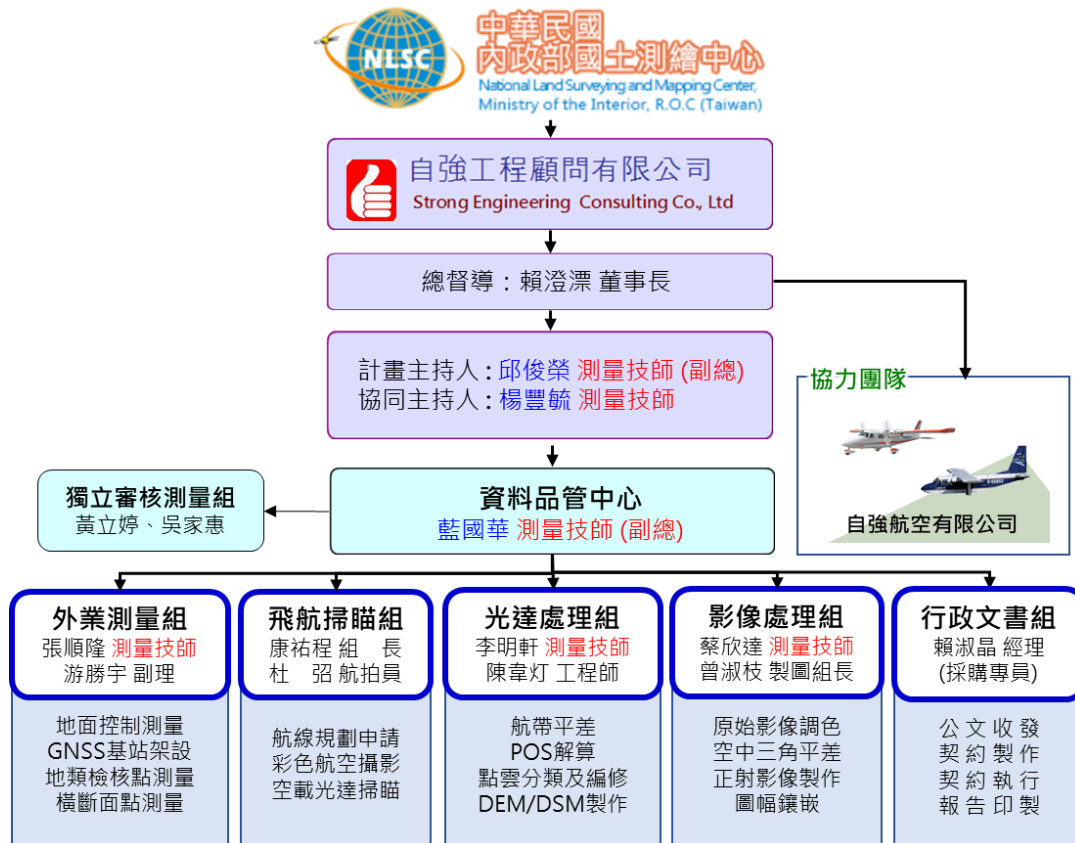 NLSC
中華民國
內政部國土測繪中心
National Land Surveying and Mapping Center,
Ministry of the Interior, R.O.C (Taiwan)
自強工程顧問有限公司
Strong Engineering Consulting Co., Ltd
總督導：賴澄漂 董事長
計畫主持人：邱俊榮 測量技師 (副總)
協同主持人：楊豐毓 測量技師
協力團隊
自強航空有限公司
獨立審核測量組
黃立婷、吳家惠
資料品管中心
藍國華 測量技師 (副總)
外業測量組
張順隆 測量技師
游勝宇 副理
地面控制測量
GNSS基站架設
地類檢核點測量
橫斷面點測量
飛航掃瞄組
康祐程 組 長
杜 弨 航拍員
航線規劃申請
彩色航空攝影
空載光達掃瞄
光達處理組
李明軒 測量技師
陳韋灯 工程師
航帶平差
POS解算
點雲分類及編修
DEM/DSM製作
影像處理組
蔡欣達 測量技師
曾淑枝 製圖組長
原始影像調色
空中三角平差
正射影像製作
圖幅鑲嵌
行政文書組
賴淑晶 經理
(採購專員)
公 文 收 發
契 約 製 作
契 約 執 行
報 告 印 製